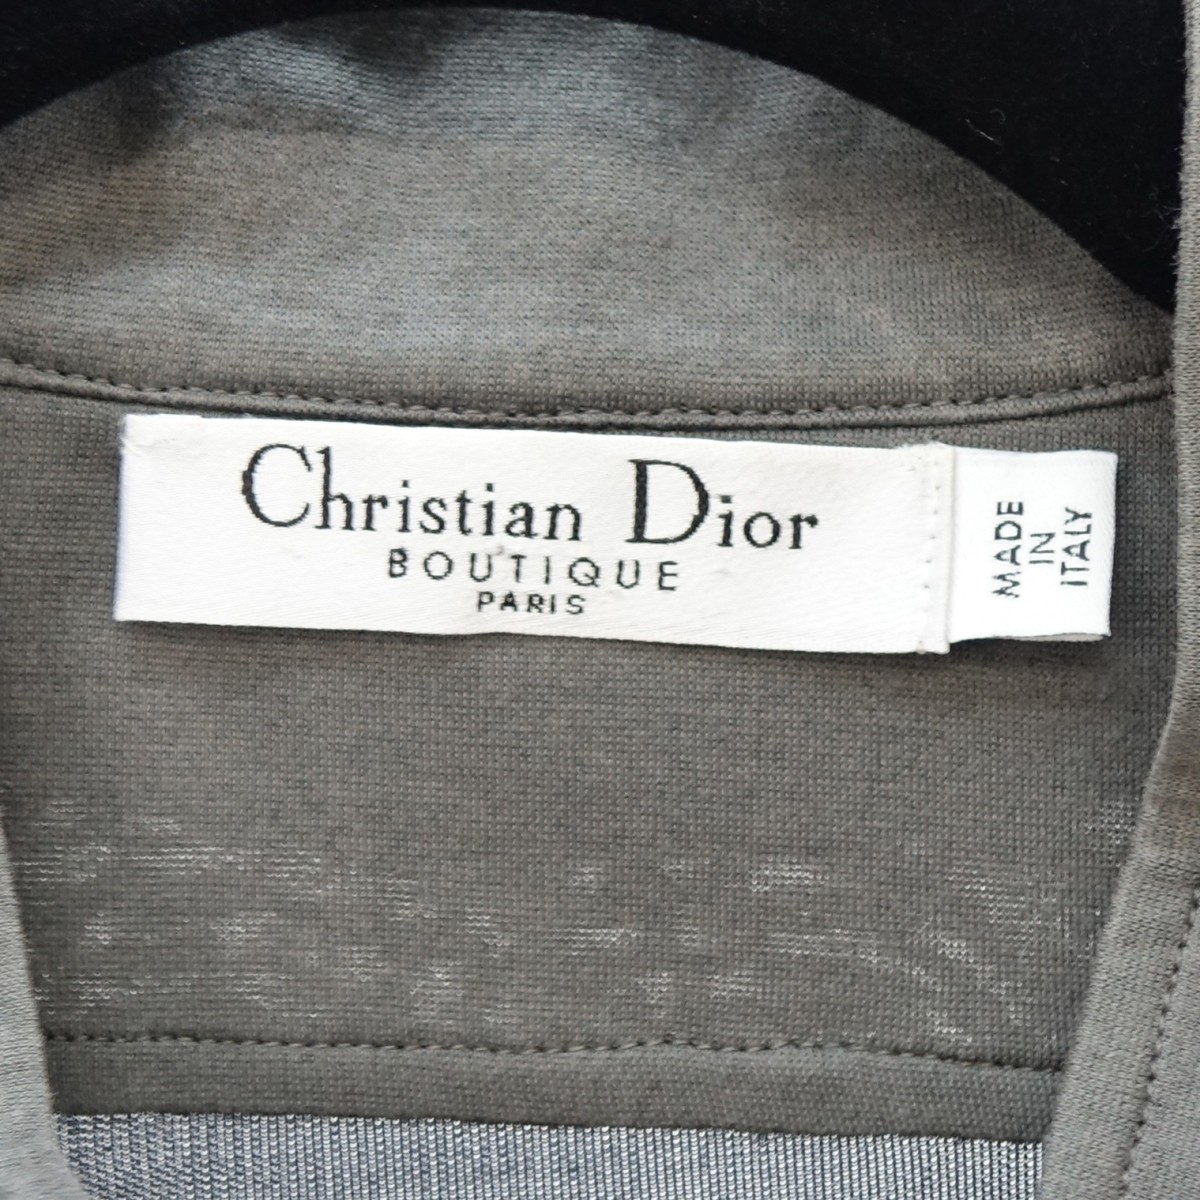 Christian Dior
BOUTIQUE
PARIS
MADE
IN
ITALY